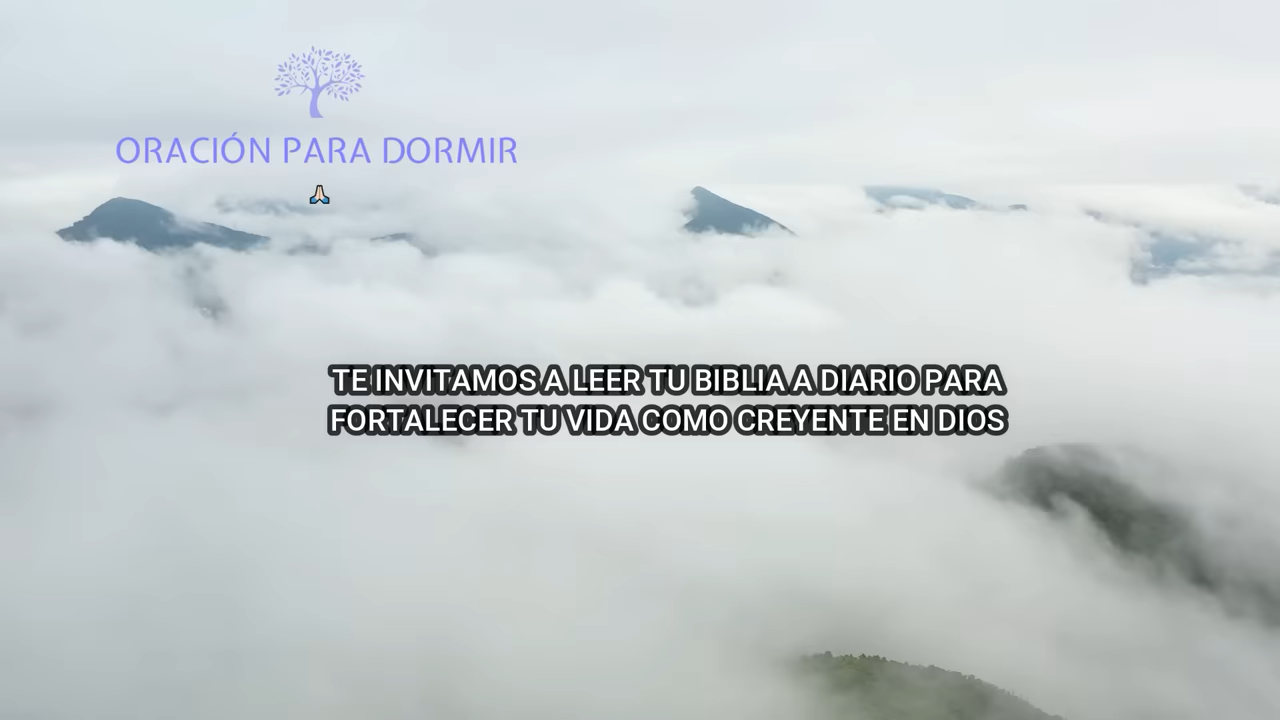 ORACIÓN PARA DORMIR
TE INVITAMOS A LEER TU BIBLIA A DIARIO PARA
FORTALECER TU VIDA COMO CREYENTE EN DIOS